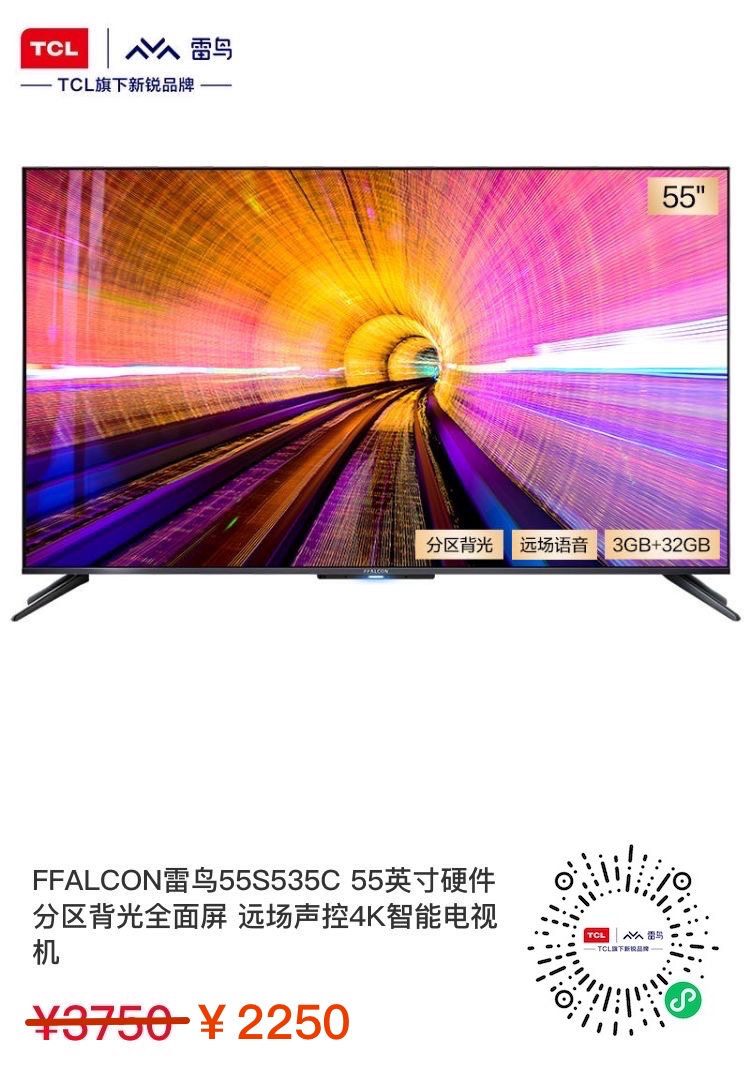 TCL 雷鸟
TCL旗下新锐品牌
55"
分区背光 远场语音 3GB+32GB
FFALCON
FFALCON雷鸟55S535C 55英寸硬件
分区背光全面屏 远场声控4K智能电视
机
¥3750 ¥2250
TCL 雷鸟
TCL旗下新锐品牌